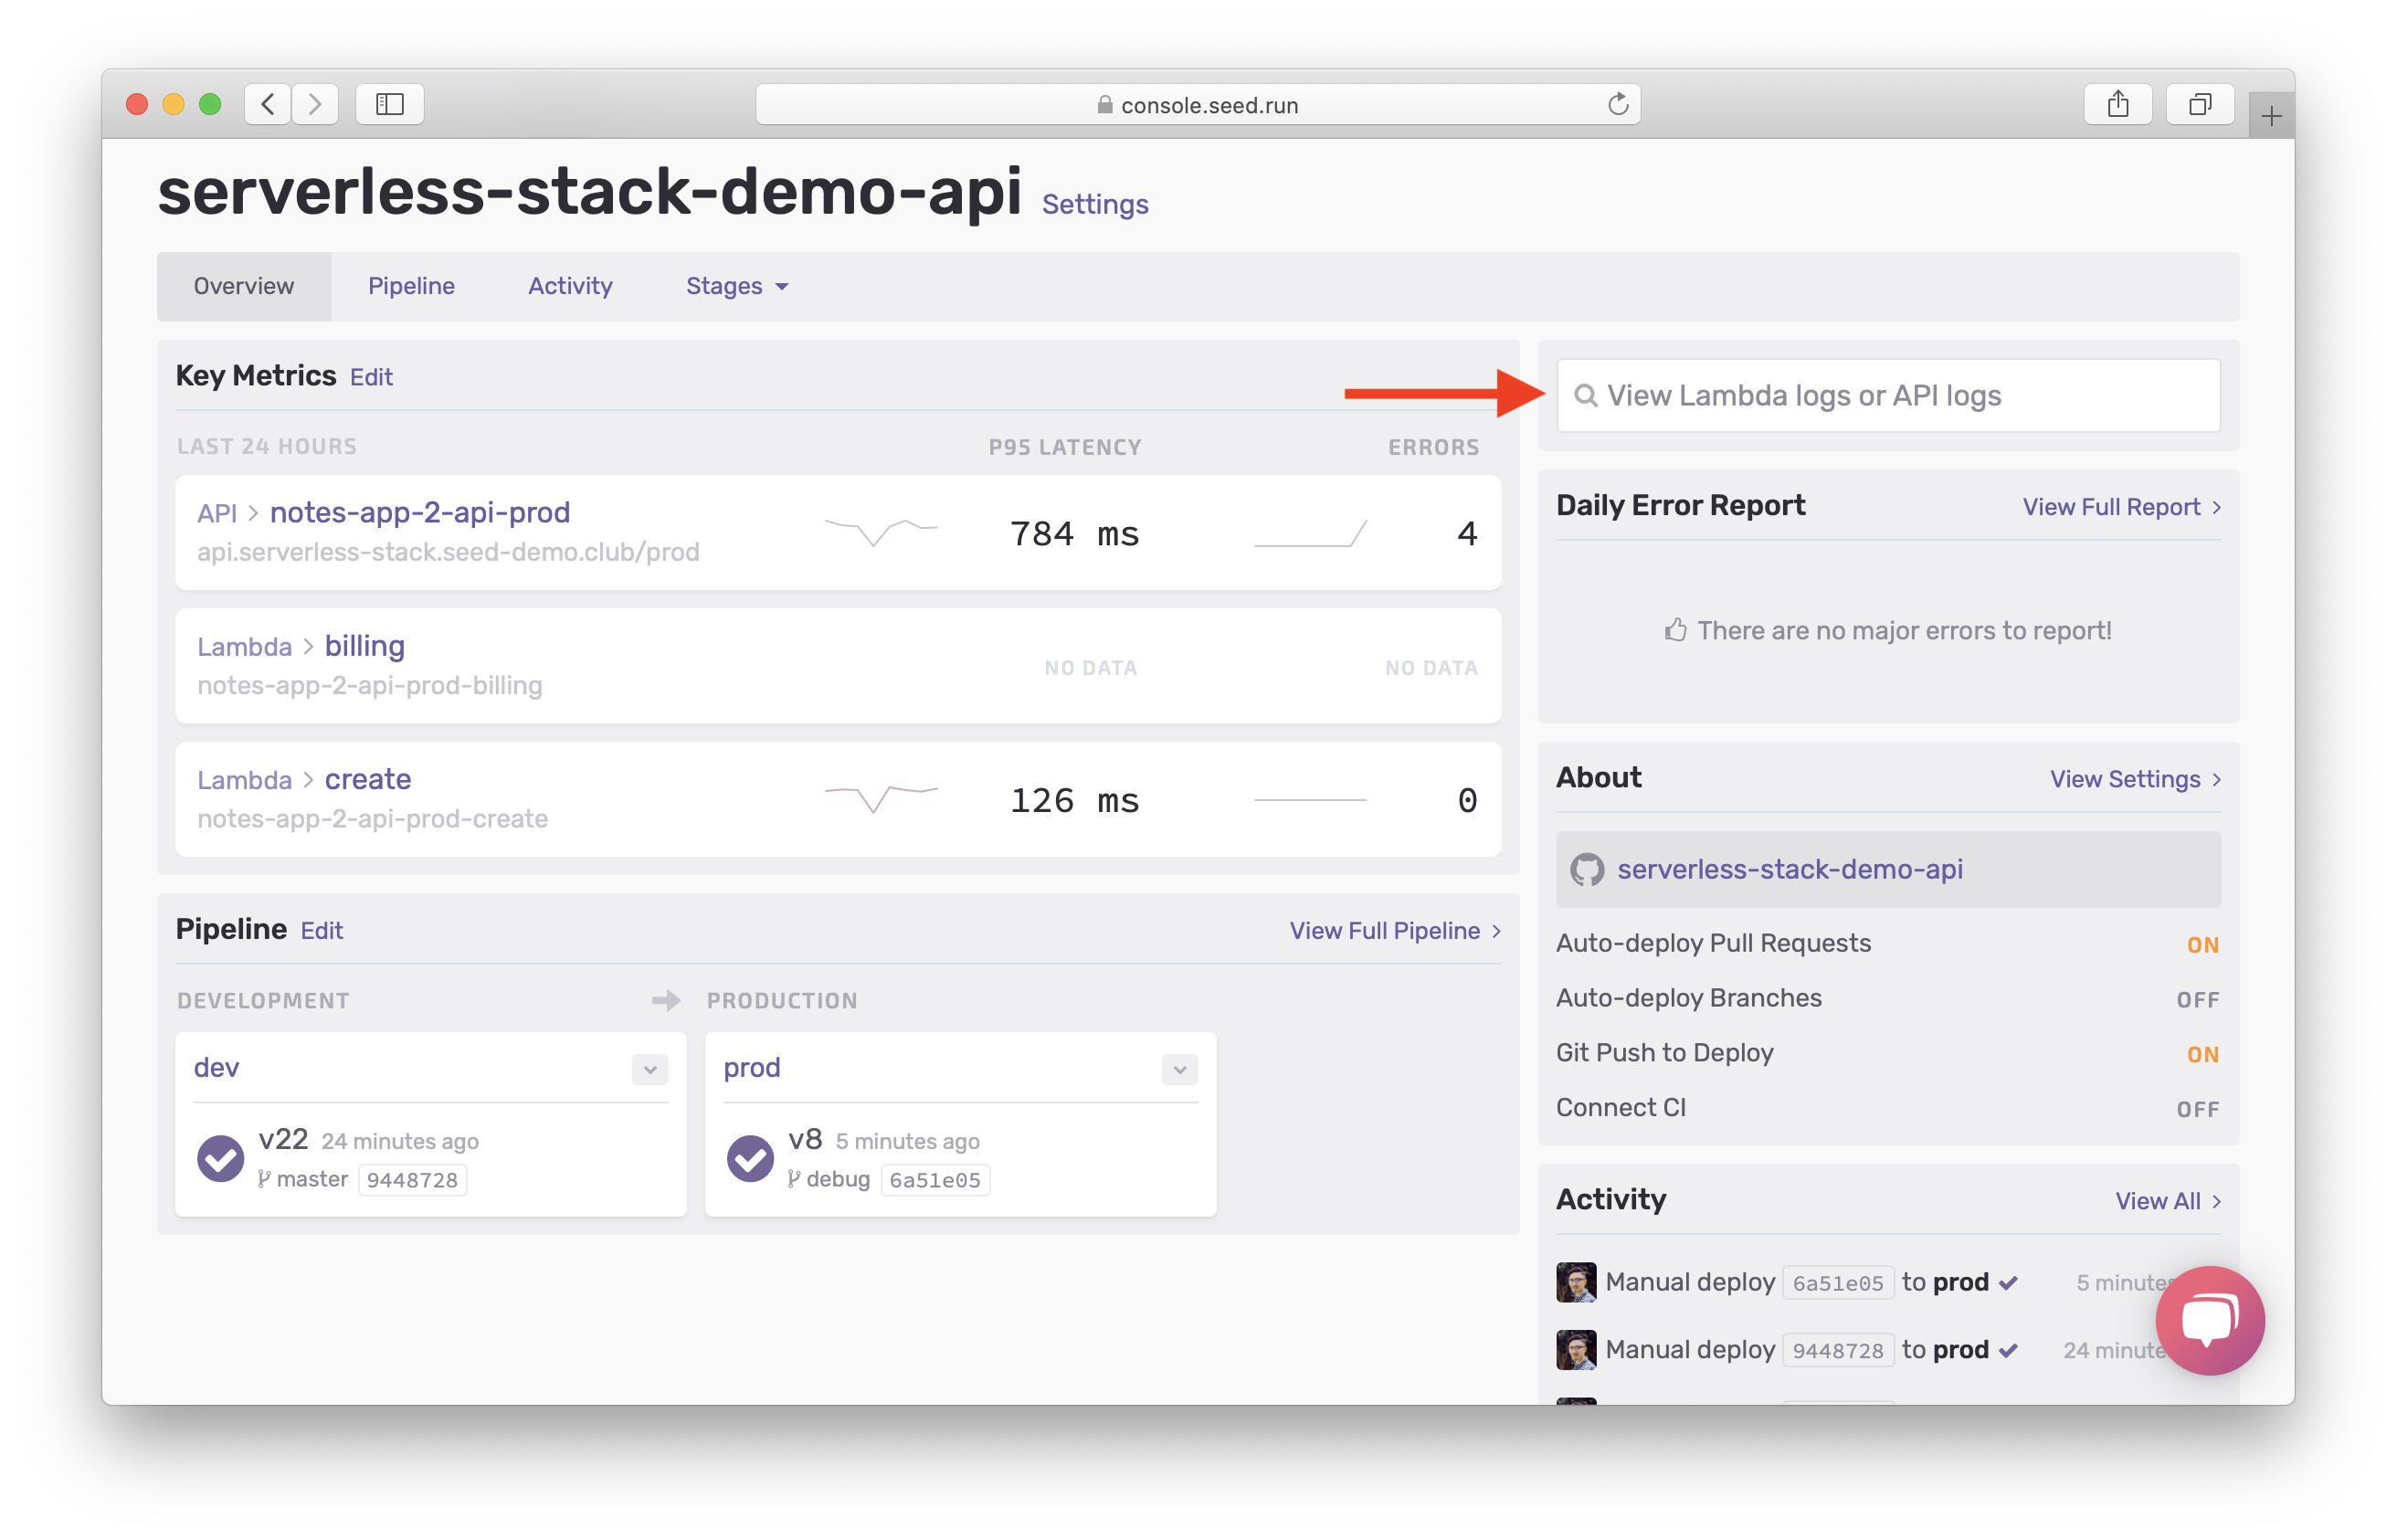 console.seed.run
serverless-stack-demo-api Settings
Overview Pipeline Activity Stages
Key Metrics Edit
LAST 24 HOURS P95 LATENCY ERRORS
API > notes-app-2-api-prod
api.serverless-stack.seed-demo.club/prod
784 ms 4
Lambda > billing
notes-app-2-api-prod-billing
NO DATA NO DATA
Lambda > create
notes-app-2-api-prod-create
126 ms 0
Pipeline Edit View Full Pipeline >
DEVELOPMENT PRODUCTION
dev
v22 24 minutes ago
master 9448728
prod
v8 5 minutes ago
debug 6a51e05
View Lambda logs or API logs
Daily Error Report View Full Report >
There are no major errors to report!
About View Settings >
serverless-stack-demo-api
Auto-deploy Pull Requests ON
Auto-deploy Branches OFF
Git Push to Deploy ON
Connect CI OFF
Activity View All >
Manual deploy 6a51e05 to prod 5 minutes
Manual deploy 9448728 to prod 24 minute